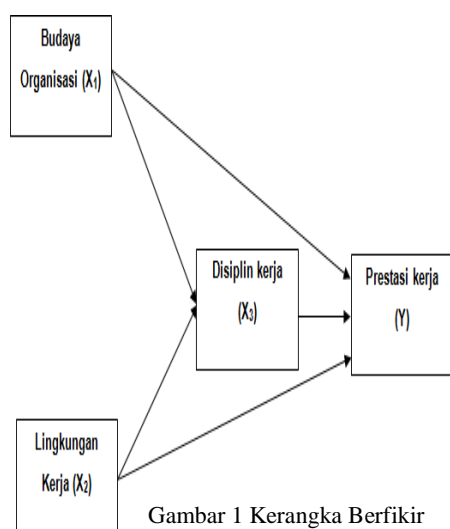 Budaya
Organisasi (X₁)
Disiplin kerja
(X₃)
Prestasi kerja
(Y)
Lingkungan
Kerja (X₂)
Gambar 1 Kerangka Berfikir